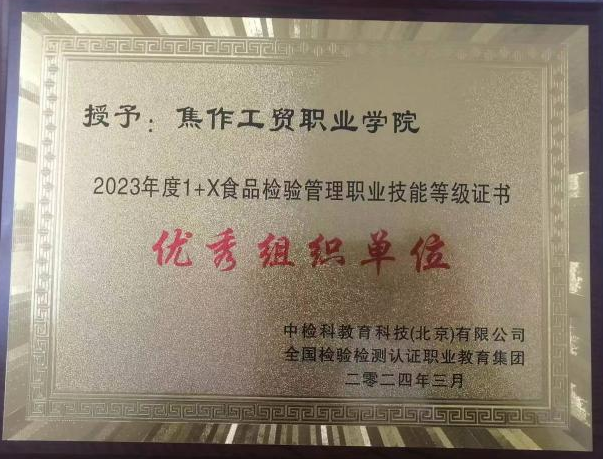 授予：焦作工贸职业学院
2023年度1+X食品检验管理职业技能等级证书
优秀组织单位
中检科教育科技(北京)有限公司
全国检验检测认证职业教育集团
二零二四年三月